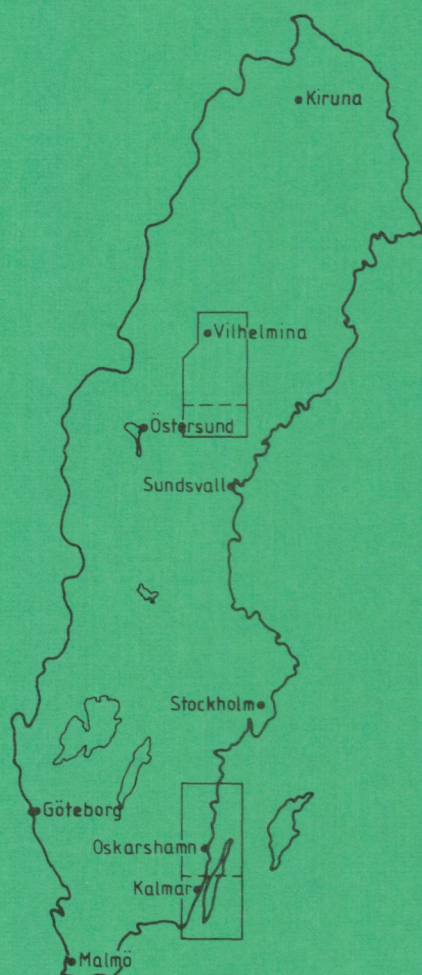 Kiruna
Vilhelmina
Östersund
Sundsvall
Stockholm
Göteborg
Oskarshamn
Kalmar
Malmö